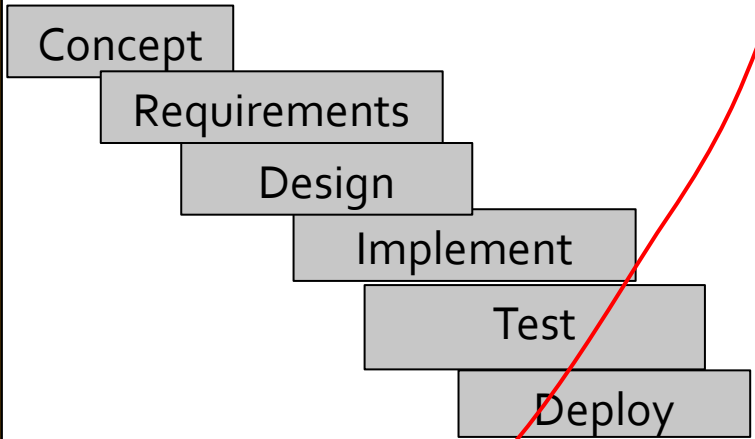 Concept
Requirements
Design
Implement
Test
Deploy